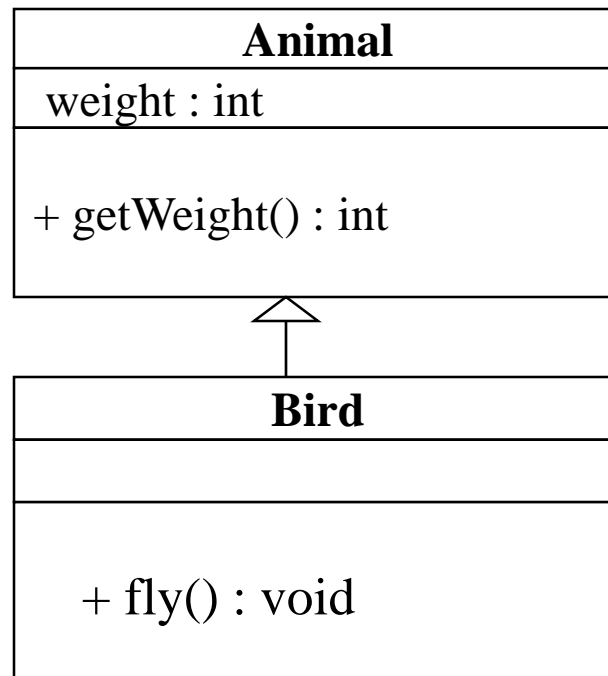 Animal
weight : int
+ getWeight() : int
Bird
+ fly() : void